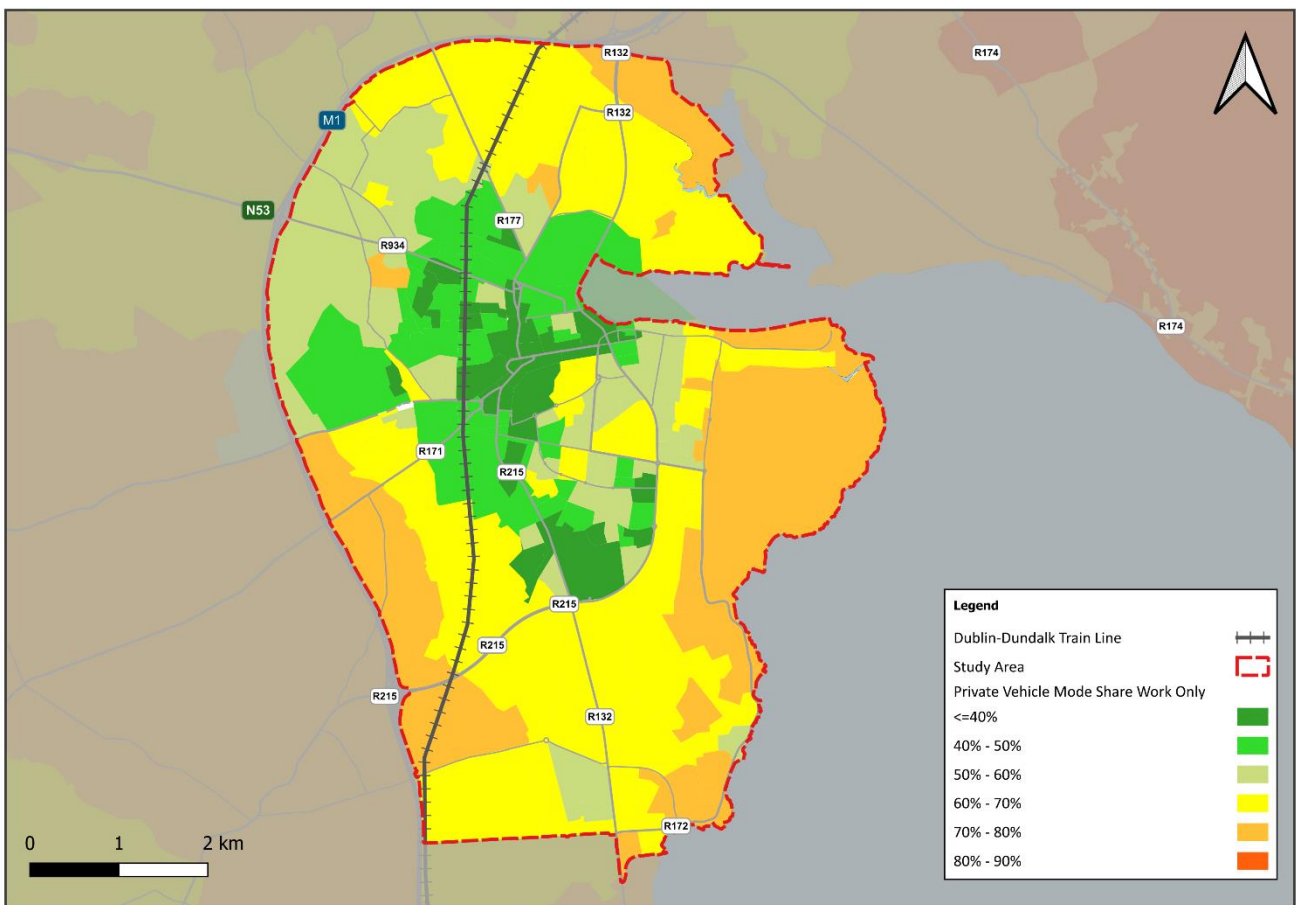 R132
R174
R132
M1
N53
R177
R934
R174
R171
R215
R215
R215
R215
R132
R172
0 1 2 km
Legend
Dublin-Dundalk Train Line
Study Area
Private Vehicle Mode Share Work Only
<=40%
40% - 50%
50% - 60%
60% - 70%
70% - 80%
80% - 90%